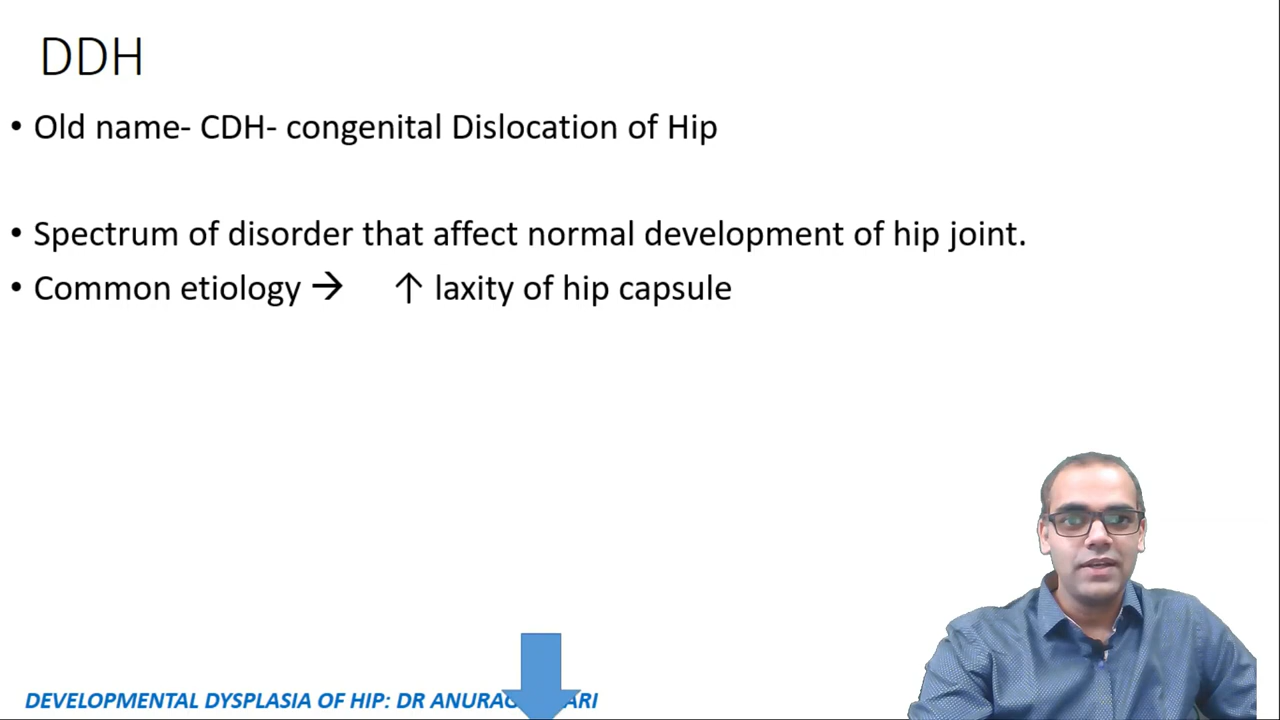 DDH
• Old name- CDH- congenital Dislocation of Hip
• Spectrum of disorder that affect normal development of hip joint.
• Common etiology → ↑ laxity of hip capsule
DEVELOPMENTAL DYSPLASIA OF HIP: DR